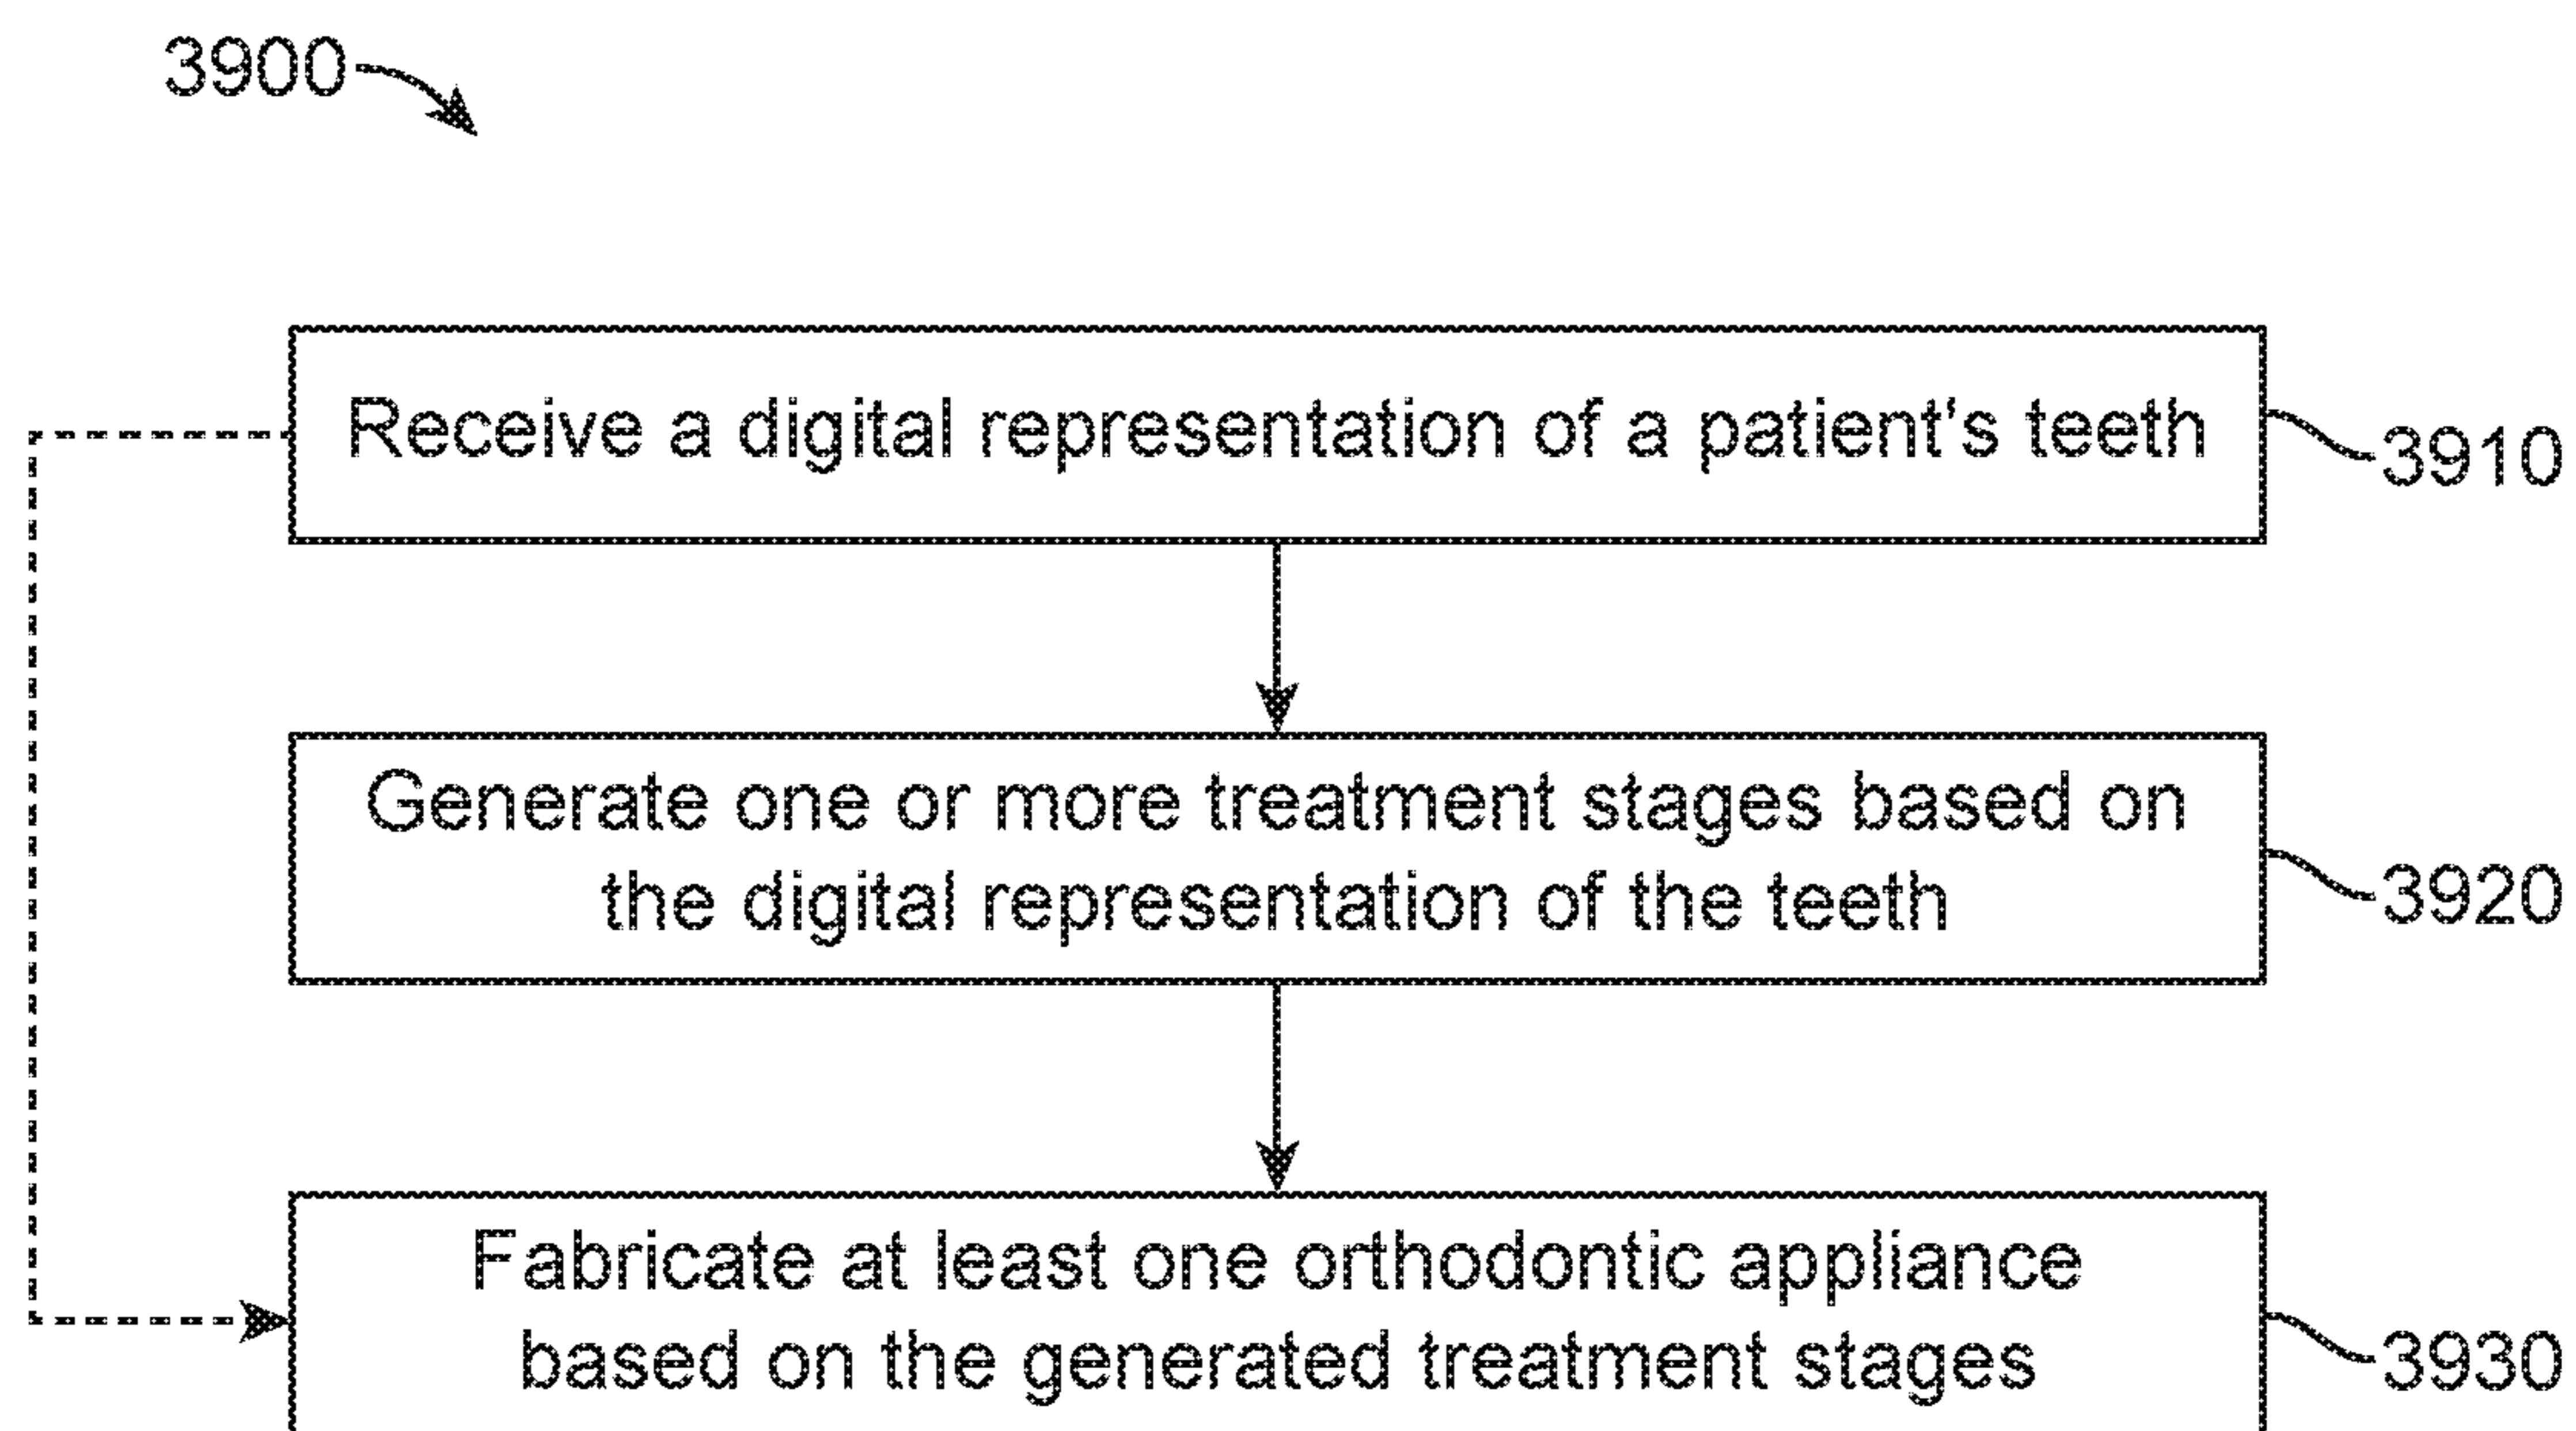 3900
Receive a digital representation of a patient's teeth
3910
Generate one or more treatment stages based on
the digital representation of the teeth
3920
Fabricate at least one orthodontic appliance
based on the generated treatment stages
3930